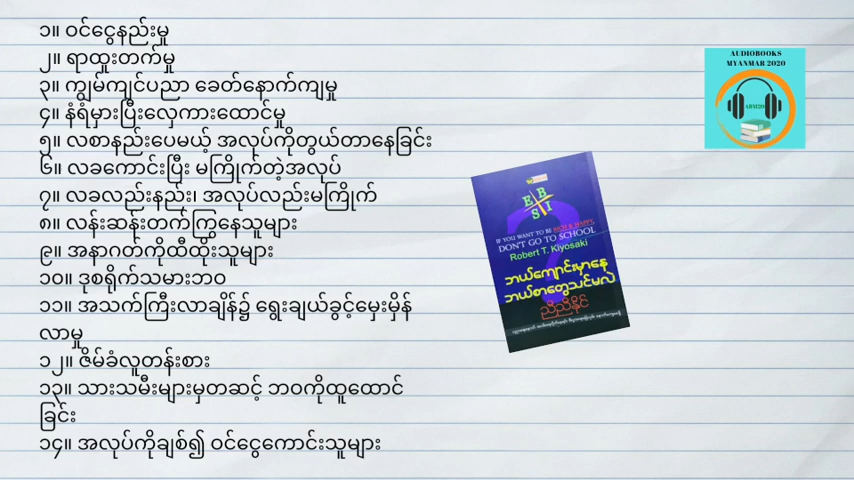 ၁။ ဝင်ငွေနည်းမှု
၂။ ရာထူးတက်မှု
၃။ ကျွမ်ကျင်ပညာ ခေတ်နောက်ကျမှု
၄။ နံရံမှားပြီးလှေကားထောင်မှု
၅။ လစာနည်းပေမယ့် အလုပ်ကိုတွယ်တာနေခြင်း
၆။ လခကောင်းပြီး မကြိုက်တဲ့အလုပ်
၇။ လခလည်းနည်း၊ အလုပ်လည်းမကြိုက်
၈။ လန်းဆန်းတက်ကြွနေသူများ
၉။ အနာဂတ်ကိုထီထိုးသူများ
၁၀။ ဒုစရိုက်သမားဘဝ
၁၁။ အသက်ကြီးလာချိန်၌ ရွေးချယ်ခွင့်မှေးမှိန်
လာမှု
၁၂။ ဇိမ်ခံလူတန်းစား
၁၃။ သားသမီးများမှတဆင့် ဘဝကိုထူထောင်
ခြင်း
၁၄။ အလုပ်ကိုချစ်၍ ဝင်ငွေကောင်းသူများ
AUDIOBOOKS
MYANMAR 2020
E B
S I
IF YOU WANT TO BE RICH & HAPPY,
DON'T GO TO SCHOOL
Robert T. Kiyosaki
ဘယ်ကျောင်းမှာနေ
ဘယ်စာတွေသင်မလဲ
ညီညီနိုင်